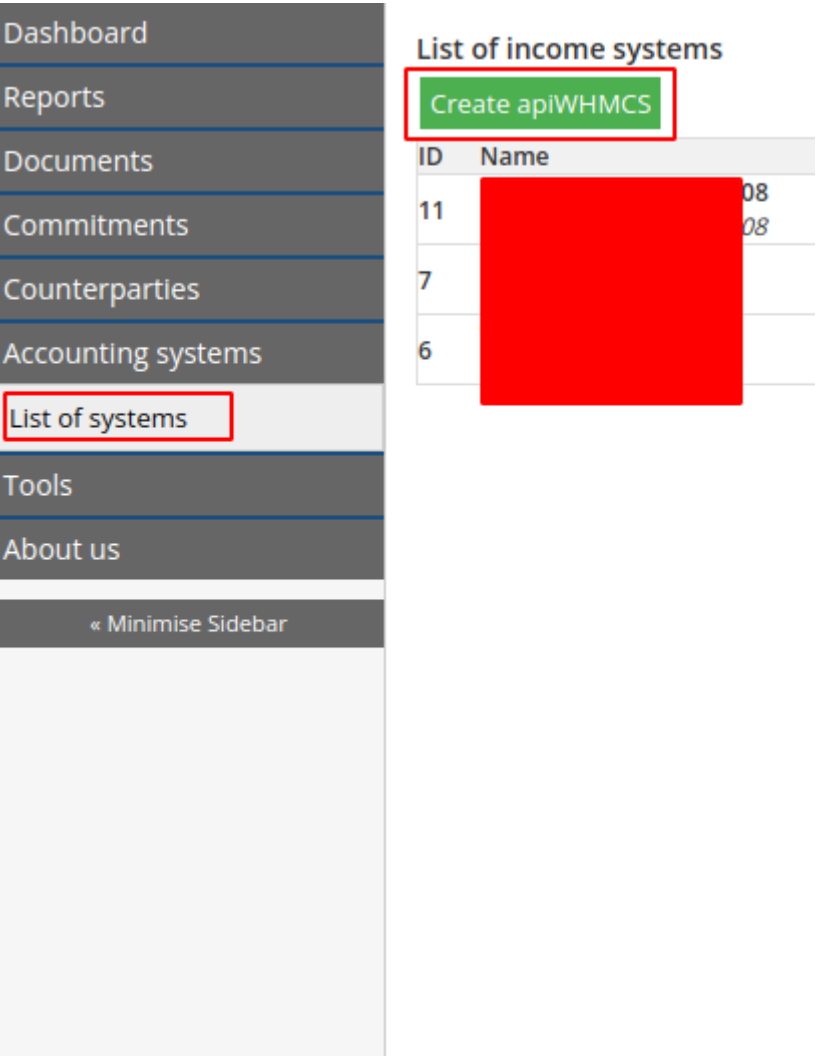 Dashboard
Reports
Documents
Commitments
Counterparties
Accounting systems
List of systems
Tools
About us
« Minimise Sidebar
List of income systems
Create apiWHMCS
ID Name
11 08
08
7
6